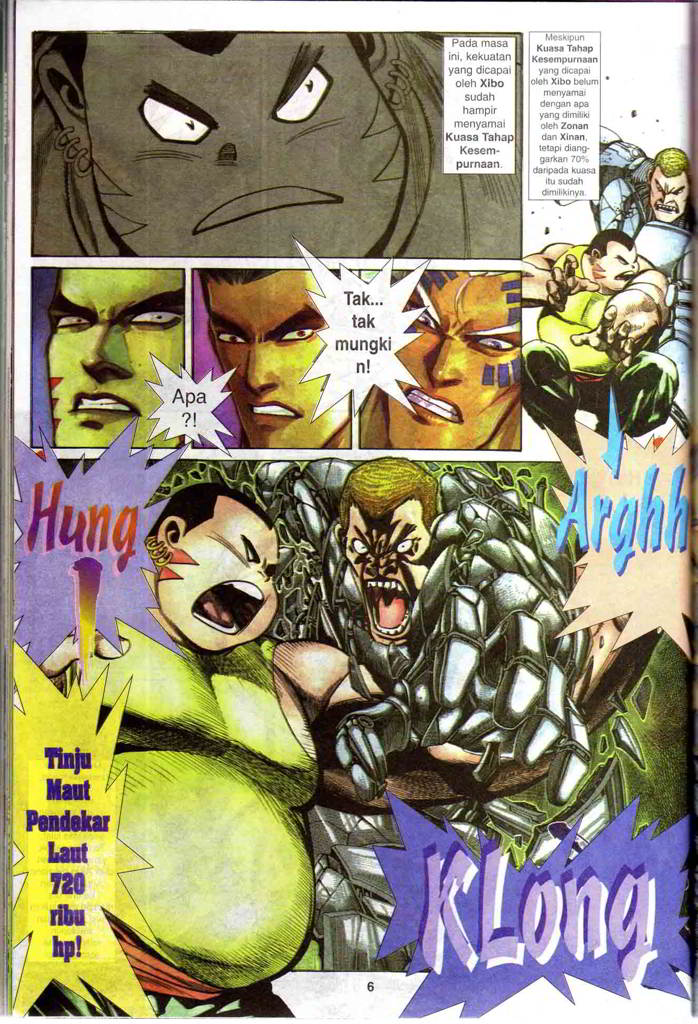 Pada masa
ini, kekuatan
yang dicapai
oleh Xibo
sudah
hampir
menyamai
Kuasa Tahap
Kesem-
purnaan.
Meskipun
Kuasa Tahap
Kesempurnaan
yang dicapai
oleh Xibo belum
menyamai
dengan apa
yang dimiliki
oleh Zonan
dan Xinan,
tetapi diang-
garkan 70%
daripada kuasa
itu sudah
dimilikinya.
Apa
?!
Tak...
tak
mungki
n!
Arghh
Hung
!
Tinju
Maut
Pendekar
Laut
720
ribu
hp!
KLong
6